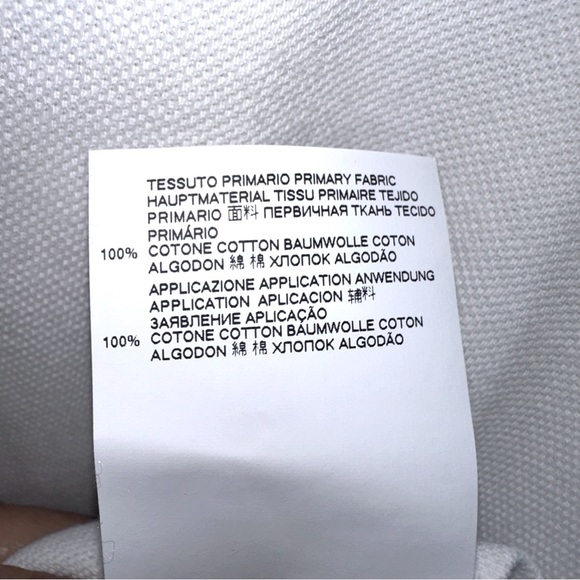 TESSUTO PRIMARIO PRIMARY FABRIC
HAUPTMATERIAL TISSU PRIMAIRE TEJIDO
PRIMARIO 面料 ПЕРВИЧНАЯ ТКАНЬ TECIDO
PRIMÁRIO
100% COTONE COTTON BAUMWOLLE COTON
ALGODON 綿 棉 ХЛОПОК ALGODÃO
APPLICAZIONE APPLICATION ANWENDUNG
APPLICATION APLICACION 辅料
ЗАЯВЛЕНИЕ APLICAÇÃO
100% COTONE COTTON BAUMWOLLE COTON
ALGODON 綿 棉 ХЛОПОК ALGODÃO